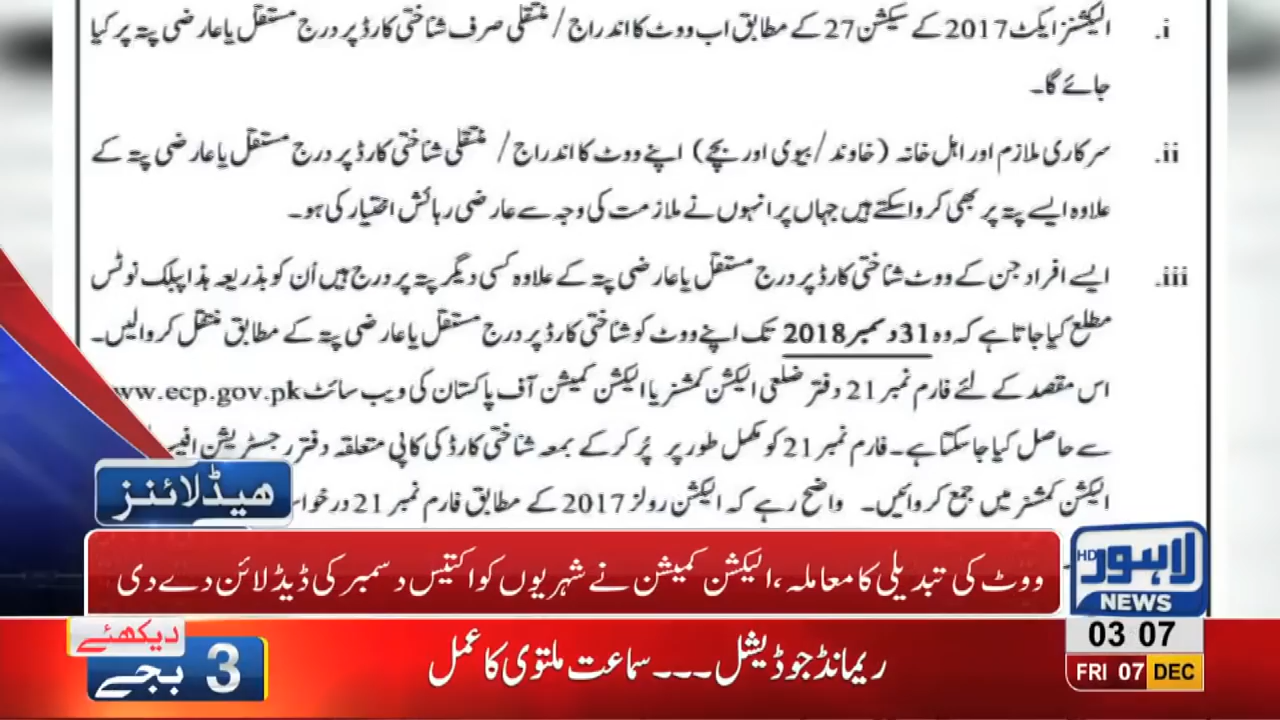 i. الیکشنز ایکٹ 2017 کے سیکشن 27 کے مطابق اب ووٹ کا اندراج / منتقلی صرف شناختی کارڈ پر درج مستقل یا عارضی پتہ پر کیا
جائے گا۔
ii. سرکاری ملازم اور اہل خانہ (خاوند / بیوی اور بچے) اپنے ووٹ کا اندراج / منتقلی شناختی کارڈ پر درج مستقل یا عارضی پتہ کے
علاوہ ایسے پتہ پر بھی کروا سکتے ہیں جہاں پر انہوں نے ملازمت کی وجہ سے عارضی رہائش اختیار کی ہو۔
iii. ایسے افراد جن کے ووٹ شناختی کارڈ پر درج مستقل یا عارضی پتہ کے علاوہ کسی دیگر پتہ پر درج ہیں اُن کو بذریعہ ہذا پبلک نوٹس
مطلع کیا جاتا ہے کہ وہ 31 دسمبر 2018 تک اپنے ووٹ کو شناختی کارڈ پر درج مستقل یا عارضی پتہ کے مطابق منتقل کروالیں۔
اس مقصد کے لئے فارم نمبر 21 دفتر ضلعی الیکشن کمشنر یا الیکشن کمیشن آف پاکستان کی ویب سائٹ ww.ecp.gov.pk
سے حاصل کیا جا سکتا ہے۔ فارم نمبر 21 کو مکمل طور پر پُر کر کے بمعہ شناختی کارڈ کی کاپی متعلقہ دفتر رجسٹریشن
الیکشن کمشنر میں جمع کروائیں۔ واضح رہے کہ الیکشن رولز 2017 کے مطابق فارم نمبر 21
ھیڈلائنز
ووٹ کی تبدیلی کا معاملہ، الیکشن کمیشن نے شہریوں کو اکتیس دسمبر کی ڈیڈ لائن دے دی
لاہور HD
NEWS
03 07
FRI 07 DEC
دیکھئے
3 بجے
ریمانڈ جوڈیشل۔۔۔سماعت ملتوی کا عمل